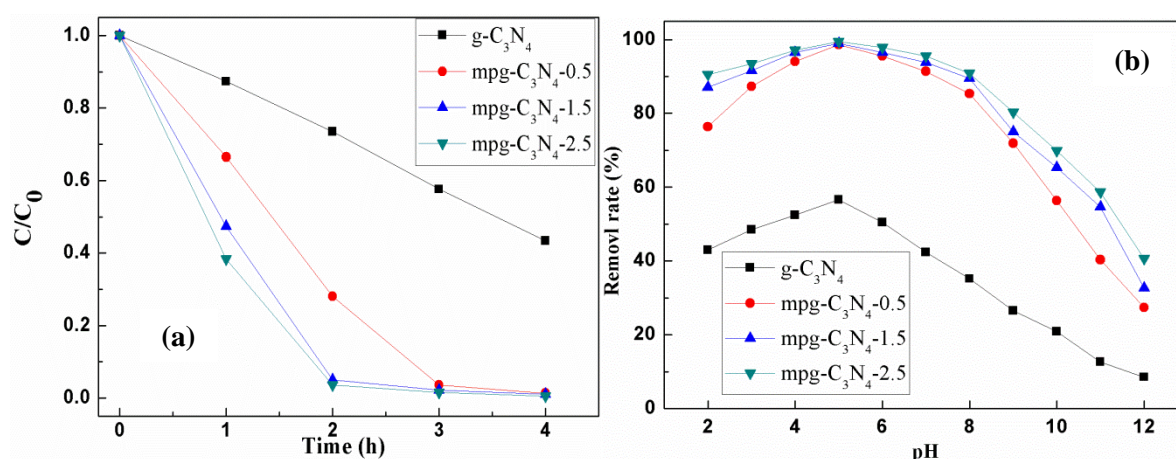 1.0
0.8
0.6
0.4
0.2
0.0
C/C0
g-C3N4
mpg-C3N4-0.5
mpg-C3N4-1.5
mpg-C3N4-2.5
(a)
0 1 2 3 4
Time (h)
100
80
60
40
20
0
Removl rate (%)
(b)
g-C3N4
mpg-C3N4-0.5
mpg-C3N4-1.5
mpg-C3N4-2.5
2 4 6 8 10 12
pH